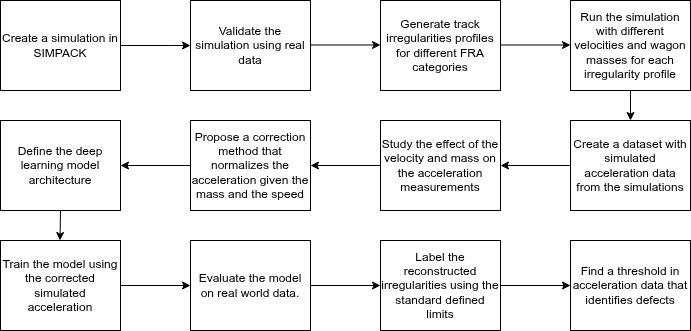 Create a simulation in
SIMPACK
Validate the
simulation using real
data
Generate track
irregularities profiles
for different FRA
categories
Run the simulation
with different
velocities and wagon
masses for each
irregularity profile
Create a dataset with
simulated
acceleration data
from the simulations
Study the effect of the
velocity and mass on
the acceleration
measurements
Propose a correction
method that
normalizes the
acceleration given the
mass and the speed
Define the deep
learning model
architecture
Train the model using
the corrected
simulated
acceleration
Evaluate the model
on real world data.
Label the
reconstructed
irregularities using the
standard defined
limits
Find a threshold in
acceleration data that
identifies defects